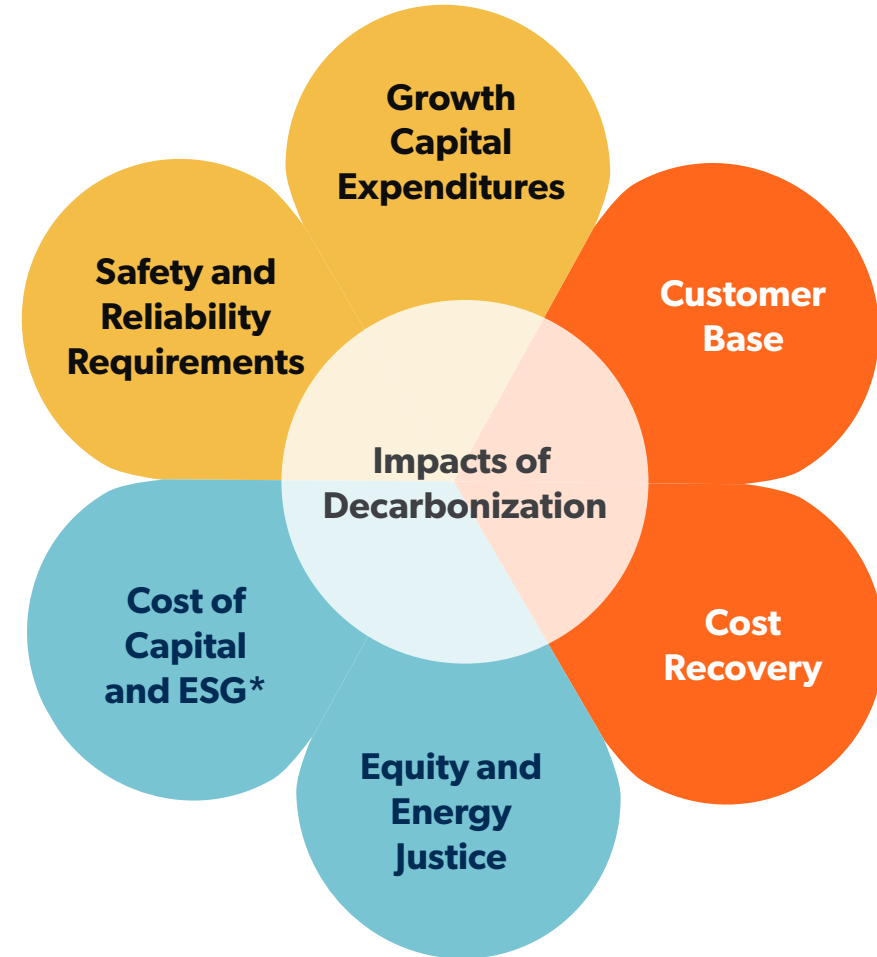 Growth
Capital
Expenditures
Customer
Base
Cost
Recovery
Equity and
Energy
Justice
Cost of
Capital
and ESG*
Safety and
Reliability
Requirements
Impacts of
Decarbonization